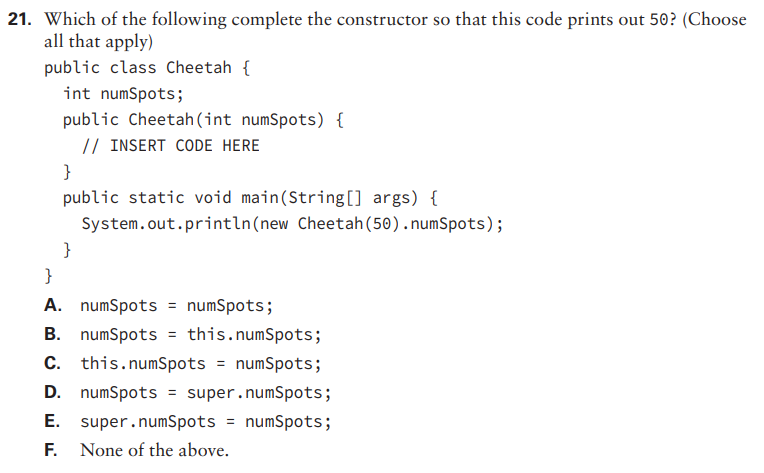 21. Which of the following complete the constructor so that this code prints out 50? (Choose
all that apply)
public class Cheetah {
int numSpots;
public Cheetah(int numSpots) {
// INSERT CODE HERE
}
public static void main(String[] args) {
System.out.println(new Cheetah(50).numSpots);
}
}
A. numSpots = numSpots;
B. numSpots = this.numSpots;
C. this.numSpots = numSpots;
D. numSpots = super.numSpots;
E. super.numSpots = numSpots;
F. None of the above.